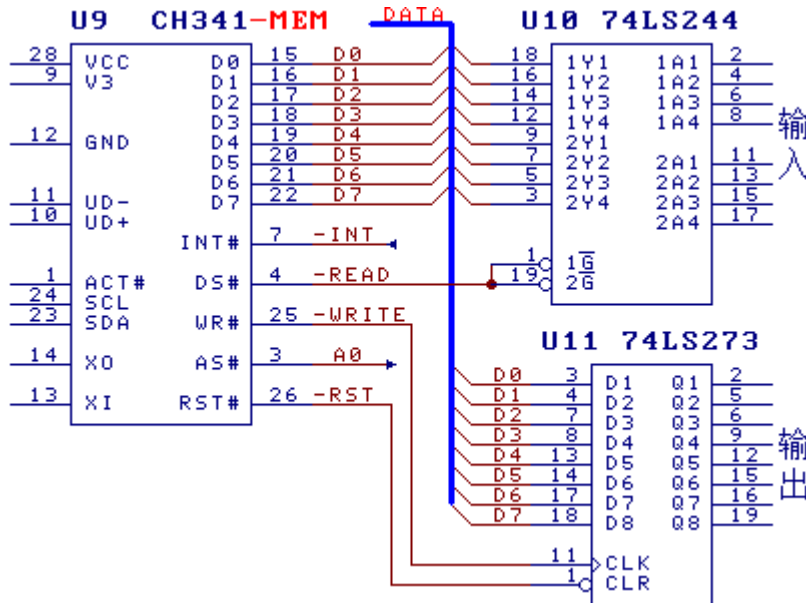 U9 CH341-MEM
DATA
U10 74LS244
28 VCC D0 15 D0
9 V3 D1 16 D1
D2 17 D2
D3 18 D3
12 GND D4 19 D4
D5 20 D5
D6 21 D6
11 UD- D7 22 D7
10 UD+
INT# 7 -INT
1 ACT# DS# 4 -READ
24 SCL
23 SDA WR# 25 -WRITE
14 XO AS# 3 A0
13 XI RST# 26 -RST
18 1Y1 1A1 2
16 1Y2 1A2 4
14 1Y3 1A3 6
12 1Y4 1A4 8
9 2Y1
7 2Y2 2A1 11
5 2Y3 2A2 13
3 2Y4 2A3 15
2A4 17
1 1G
19 2G
输
入
U11 74LS273
D0 3 D1 Q1 2
D1 4 D2 Q2 5
D2 7 D3 Q3 6
D3 8 D4 Q4 9
D4 13 D5 Q5 12
D5 14 D6 Q6 15
D6 17 D7 Q7 16
D7 18 D8 Q8 19
11 CLK
1 CLR
输
出